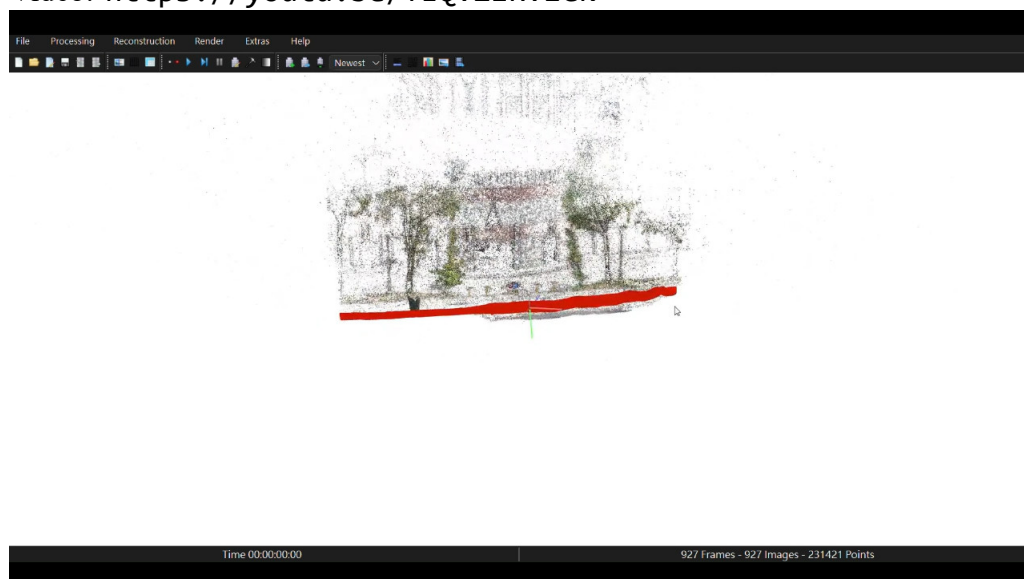 File Processing Reconstruction Render Extras Help
Newest
Time 00:00:00:00
927 Frames - 927 Images - 231421 Points